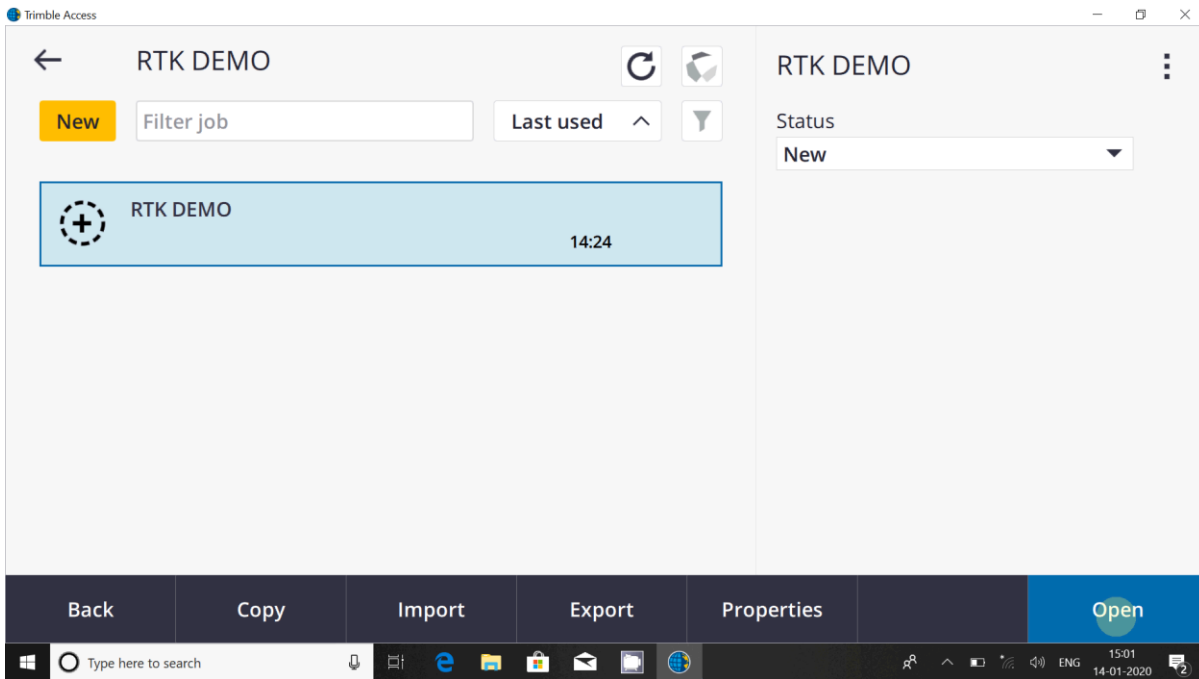 Trimble Access
RTK DEMO
RTK DEMO
New
Filter job
Last used
Status
New
RTK DEMO
14:24
Back
Copy
Import
Export
Properties
Open
Type here to search
ENG
15:01
14-01-2020
2